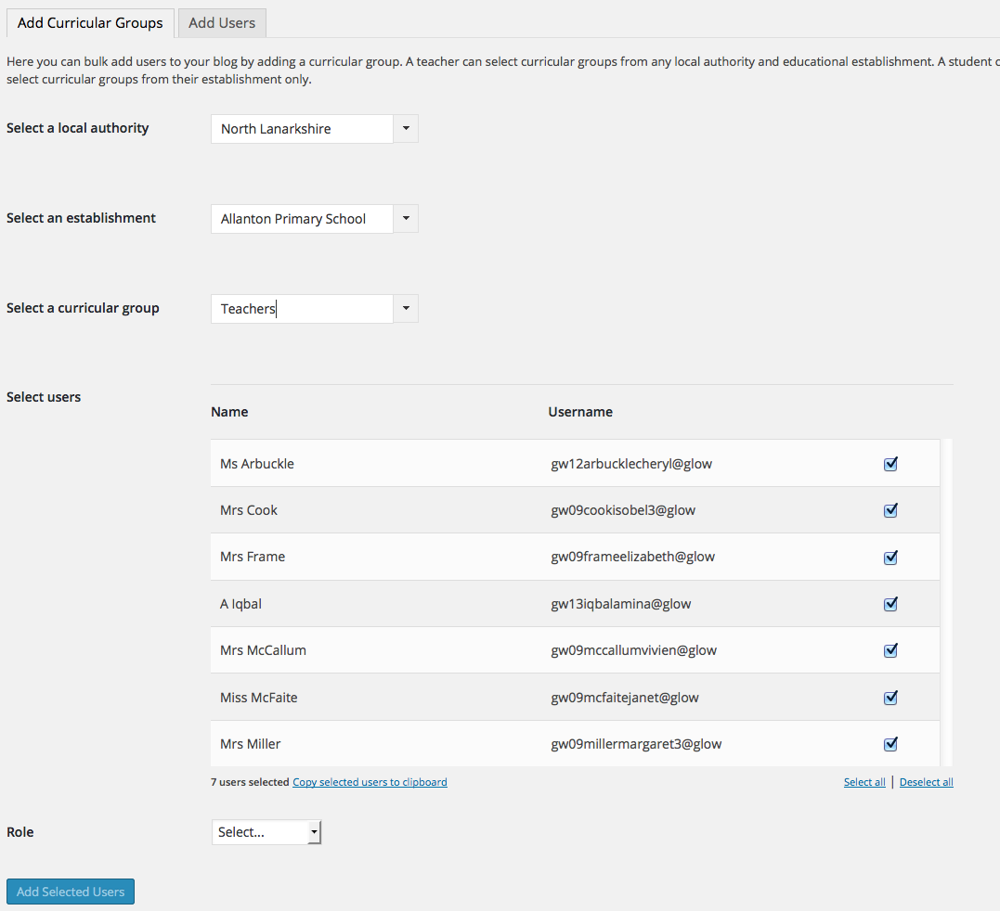 Add Curricular Groups Add Users
Here you can bulk add users to your blog by adding a curricular group. A teacher can select curricular groups from any local authority and educational establishment. A student
select curricular groups from their establishment only.
Select a local authority North Lanarkshire
Select an establishment Allanton Primary School
Select a curricular group Teachers
Select users
Name Username
Ms Arbuckle gw12arbucklecheryl@glow
Mrs Cook gw09cookisobel3@glow
Mrs Frame gw09frameelizabeth@glow
A Iqbal gw13iqbalamina@glow
Mrs McCallum gw09mccallumvivien@glow
Miss McFaite gw09mcfaitejanet@glow
Mrs Miller gw09millermargaret3@glow
7 users selected Copy selected users to clipboard Select all | Deselect all
Role Select...
Add Selected Users